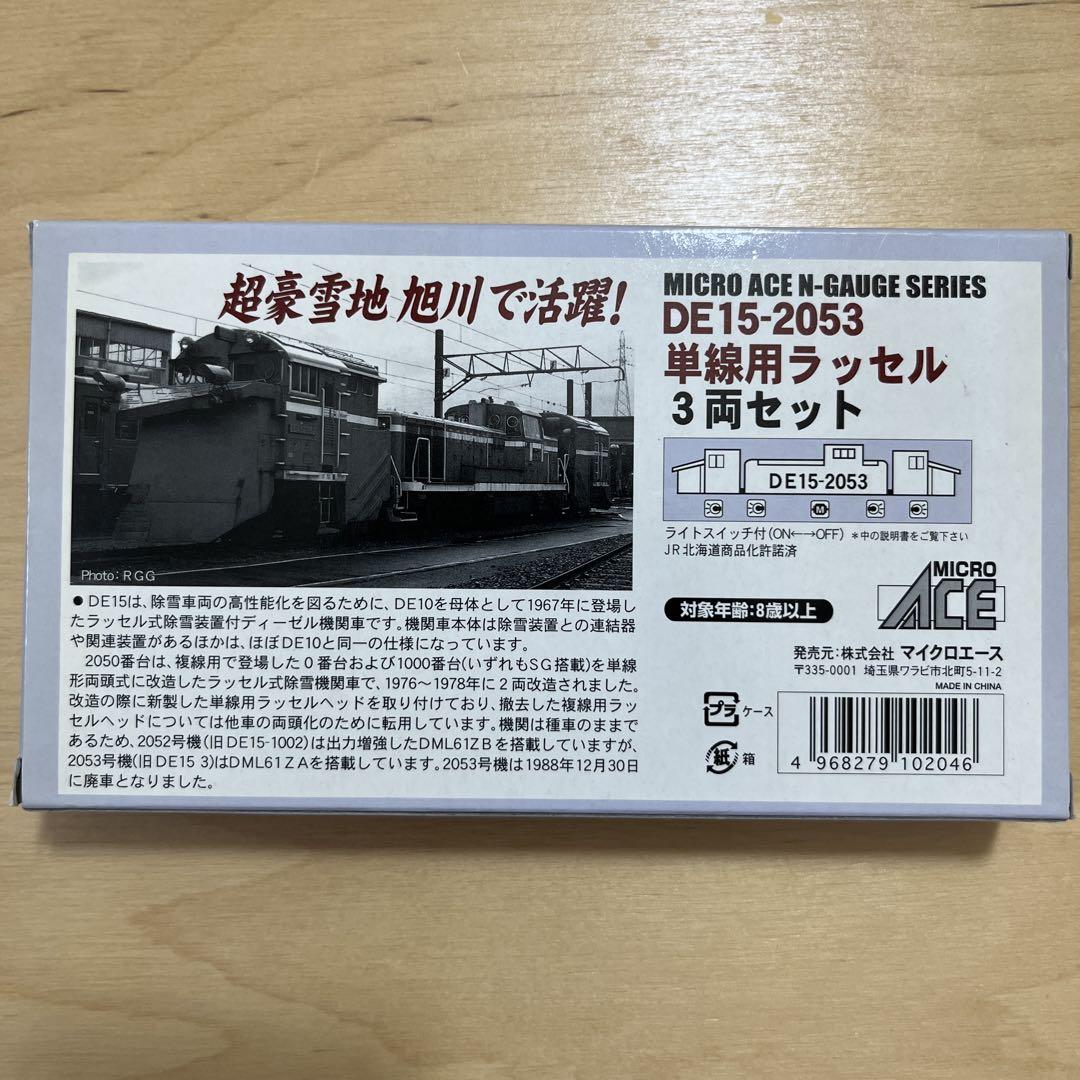 超豪雪地 旭川で活躍!
Photo: RGG
MICRO ACE N-GAUGE SERIES
DE15-2053
単線用ラッセル
3両セット
DE15-2053
C C M C C
ライトスイッチ付(ON←→OFF) *中の説明書をご覧下さい
JR北海道商品化許諾済
MICRO
ACE
対象年齢:8歳以上
発売元:株式会社 マイクロエース
〒335-0001 埼玉県ワラビ市北町5-11-2
MADE IN CHINA
プラ ケース
紙 箱
4 968279 102046
●DE15は、除雪車両の高性能化を図るために、DE10を母体として1967年に登場し
たラッセル式除雪装置付ディーゼル機関車です。機関車本体は除雪装置との連結器
や関連装置があるほかは、ほぼDE10と同一の仕様になっています。
2050番台は、複線用で登場した0番台および1000番台(いずれもSG搭載)を単線
形両頭式に改造したラッセル式除雪機関車で、1976〜1978年に2両改造されました。
改造の際に新製した単線用ラッセルヘッドを取り付けており、撤去した複線用ラッ
セルヘッドについては他車の両頭化のために転用しています。機関は種車のままで
あるため、2052号機(旧DE15-1002)は出力増強したDML61ZBを搭載していますが、
2053号機(旧DE15 3)はDML61ZAを搭載しています。2053号機は1988年12月30日
に廃車となりました。